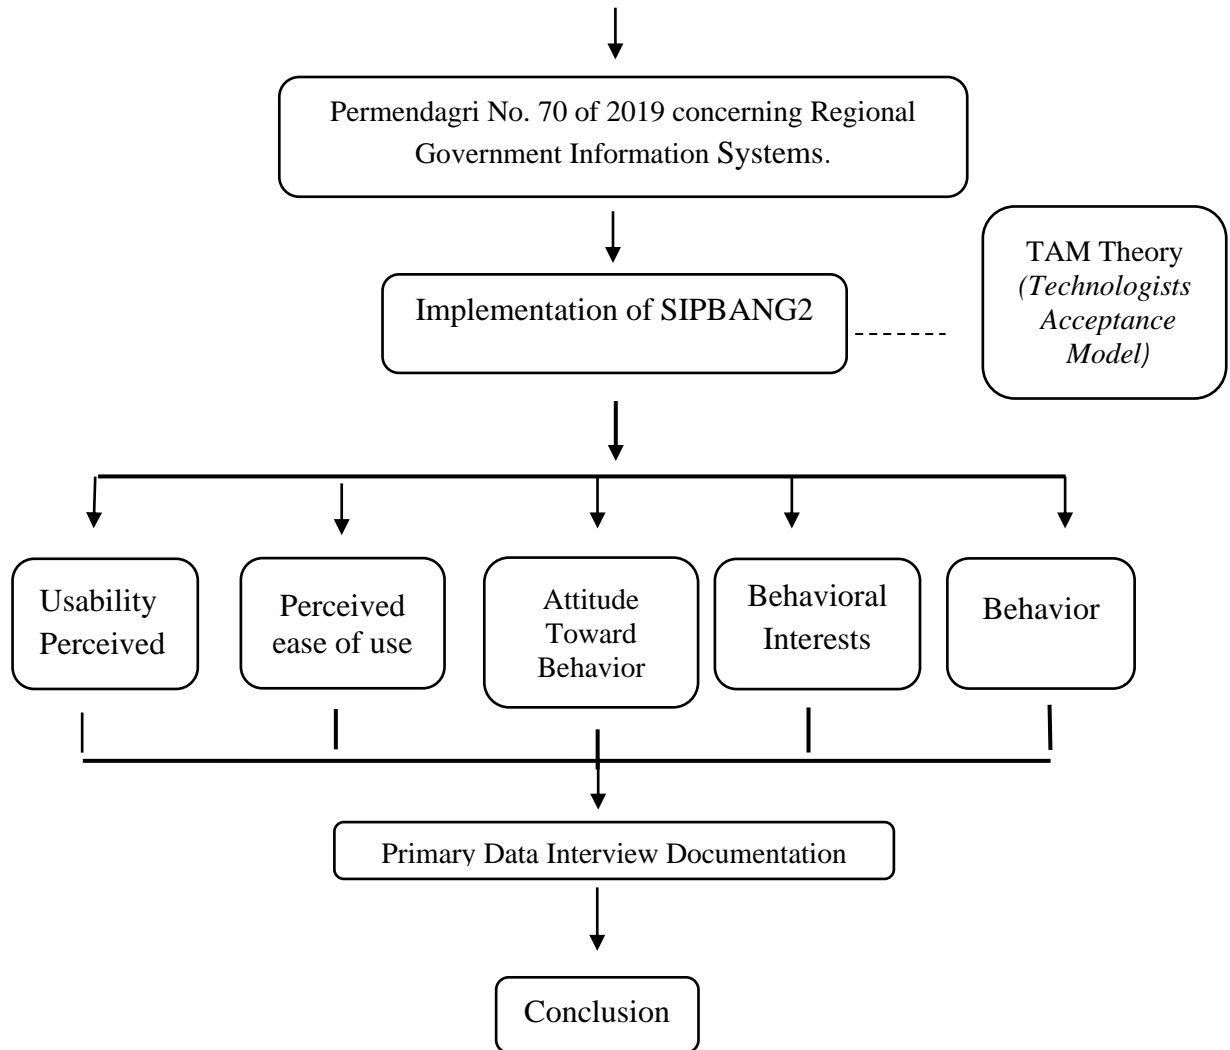 Permendagri No. 70 of 2019 concerning Regional
Government Information Systems.
TAM Theory
(Technologists
Acceptance
Model)
Implementation of SIPBANG2
Usability
Perceived
Perceived
ease of use
Attitude
Toward
Behavior
Behavioral
Interests
Behavior
Primary Data Interview Documentation
Conclusion